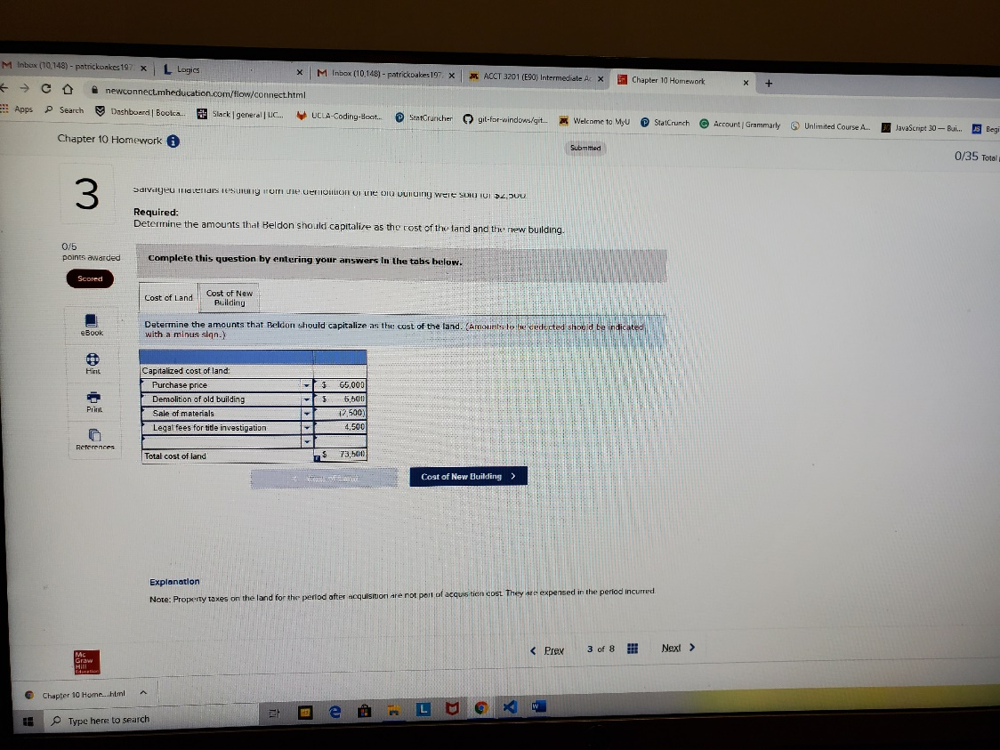 Inbox (10,148) - patrickoakes197 × Logics × Inbox (10,148) - patrickoakes197 × ACCT 3201 (E90) Intermediate Ac × Chapter 10 Homework × +
newconnect.mheducation.com/flow/connect.html
Apps Search Dashboard | Bootca... Slack | general | UC... UCLA-Coding-Boot... StatCruncher git-for-windows/git... Welcome to MyU StatCrunch Account | Grammarly Unlimited Course A... JavaScript 30 — Bui... JS Begi
Chapter 10 Homework i
Submitted
0/35 Total
3
Salvaged materials resulting from the demolition of the old building were sold for $2,500
Required:
Determine the amounts that Beldon should capitalize as the cost of the land and the new building.
0/5
points awarded
Scored
eBook
Hint
Print
References
Complete this question by entering your answers in the tabs below.
Cost of Land
Cost of New
Building
Determine the amounts that Beldon should capitalize as the cost of the land. (Amounts to be deducted should be indicated
with a minus sign.)
Capitalized cost of land:
Purchase price $ 65,000
Demolition of old building $ 6,500
Sale of materials (2,500)
Legal fees for title investigation 4,500
Total cost of land $ 73,500
Cost of New Building >
Explanation
Note: Property taxes on the land for the period after acquisition are not part of acquisition cost. They are expensed in the period incurred.
< Prev 3 of 8 Next >
Mc
Graw
Hill
Education
Chapter 10 Home....html
Type here to search